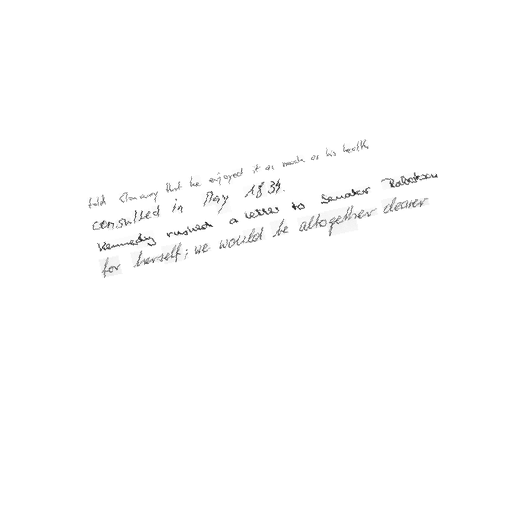 told Stanway that he enjoyed it as much as his health
consulted in May 1834.
Kennedy rushed a letter to Senator Robertson
for herself; we would be altogether clearer